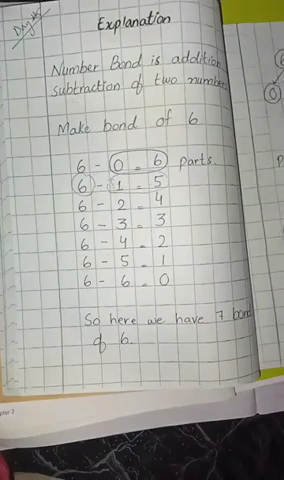 Day #5
Explanation
Number Bond is addition
subtraction of two number
Make bond of 6
6 - 0 = 6 parts.
6 - 1 = 5
6 - 2 = 4
6 - 3 = 3
6 - 4 = 2
6 - 5 = 1
6 - 6 = 0
So here we have 7 bond
of 6.